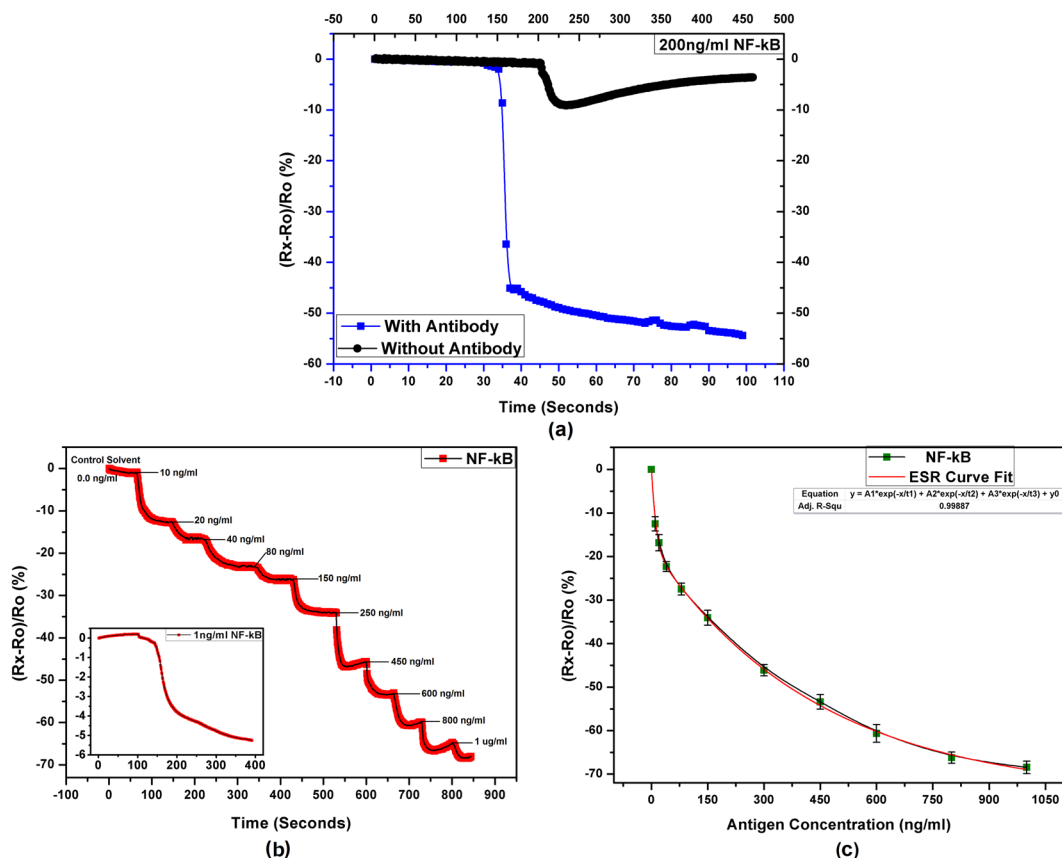 -50 0 50 100 150 200 250 300 350 400 450 500
200ng/ml NF-kB
0 0
-10 -10
-20 -20
-30 -30
-40 -40
-50 -50
-60 -60
(Rx-Ro)/Ro (%)
With Antibody
Without Antibody
-10 0 10 20 30 40 50 60 70 80 90 100 110
Time (Seconds)
(a)
NF-kB
Control Solvent
0.0 ng/ml
10 ng/ml
20 ng/ml
40 ng/ml
80 ng/ml
150 ng/ml
250 ng/ml
450 ng/ml
600 ng/ml
800 ng/ml
1 ug/ml
0
-10
-20
-30
-40
-50
-60
-70
(Rx-Ro)/Ro (%)
1ng/ml NF-kB
0
-1
-2
-3
-4
-5
-6
0 100 200 300 400
-100 0 100 200 300 400 500 600 700 800 900
Time (Seconds)
(b)
NF-kB
ESR Curve Fit
Equation y = A1*exp(-x/t1) + A2*exp(-x/t2) + A3*exp(-x/t3) + y0
Adj. R-Squ 0.99887
0
-10
-20
-30
-40
-50
-60
-70
(Rx-Ro)/Ro (%)
0 150 300 450 600 750 900 1050
Antigen Concentration (ng/ml)
(c)